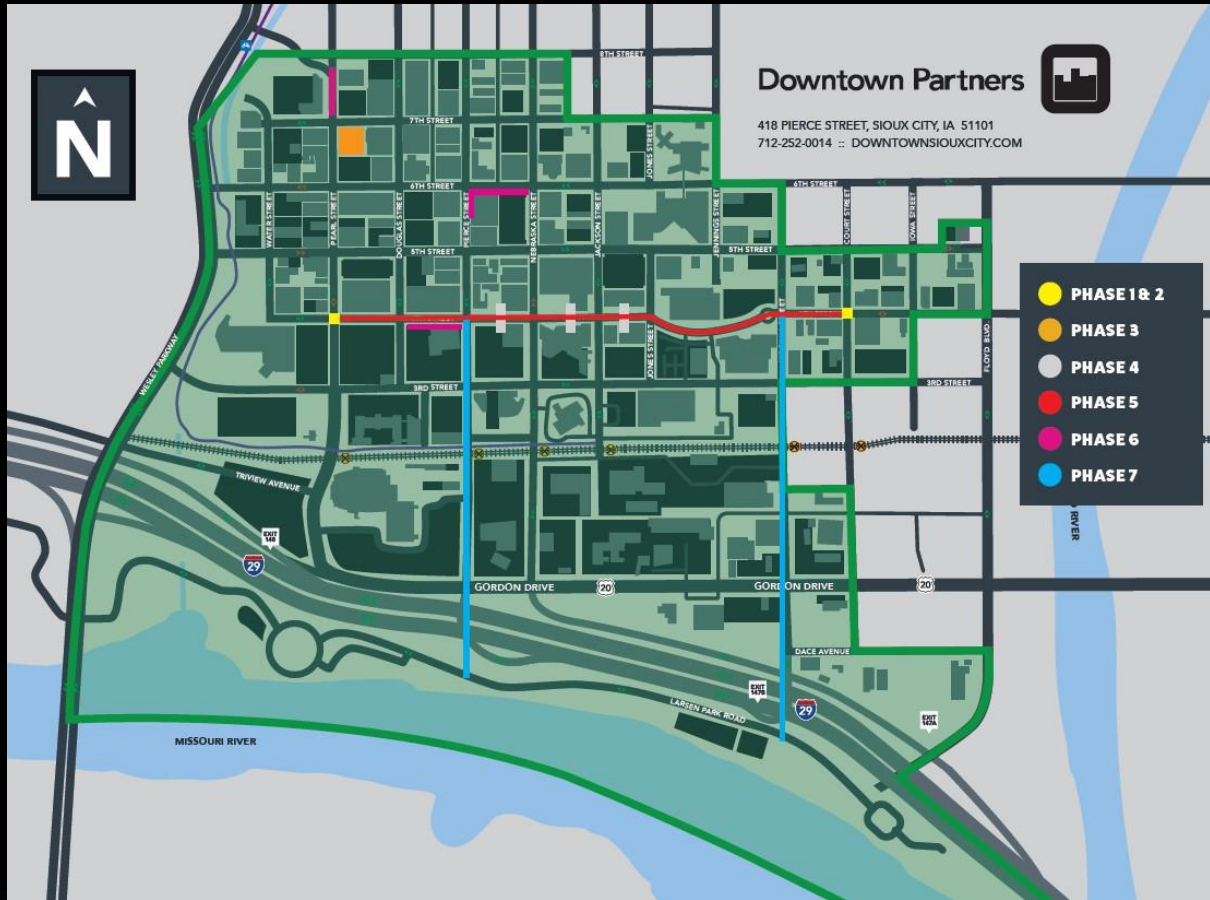 8TH STREET
Downtown Partners
N
418 PIERCE STREET, SIOUX CITY, IA 51101
712-252-0014 :: DOWNTOWNSIOUXCITY.COM
7TH STREET
JONES STREET
6TH STREET
6TH STREET
WATER STREET
PEARL STREET
DOUGLAS STREET
PIERCE STREET
NEBRASKA STREET
JACKSON STREET
JENNINGS STREET
COURT STREET
IOWA STREET
5TH STREET
5TH STREET
PHASE 1 & 2
PHASE 3
PHASE 4
PHASE 5
PHASE 6
PHASE 7
WESLEY PARKWAY
JONES STREET
FLOYD BLVD.
3RD STREET
3RD STREET
TRIVIEW AVENUE
RIVER
EXIT
148
29
GORDON DRIVE
20
GORDON DRIVE
20
DACE AVENUE
EXIT
147B
29
LARSEN PARK ROAD
EXIT
147A
MISSOURI RIVER